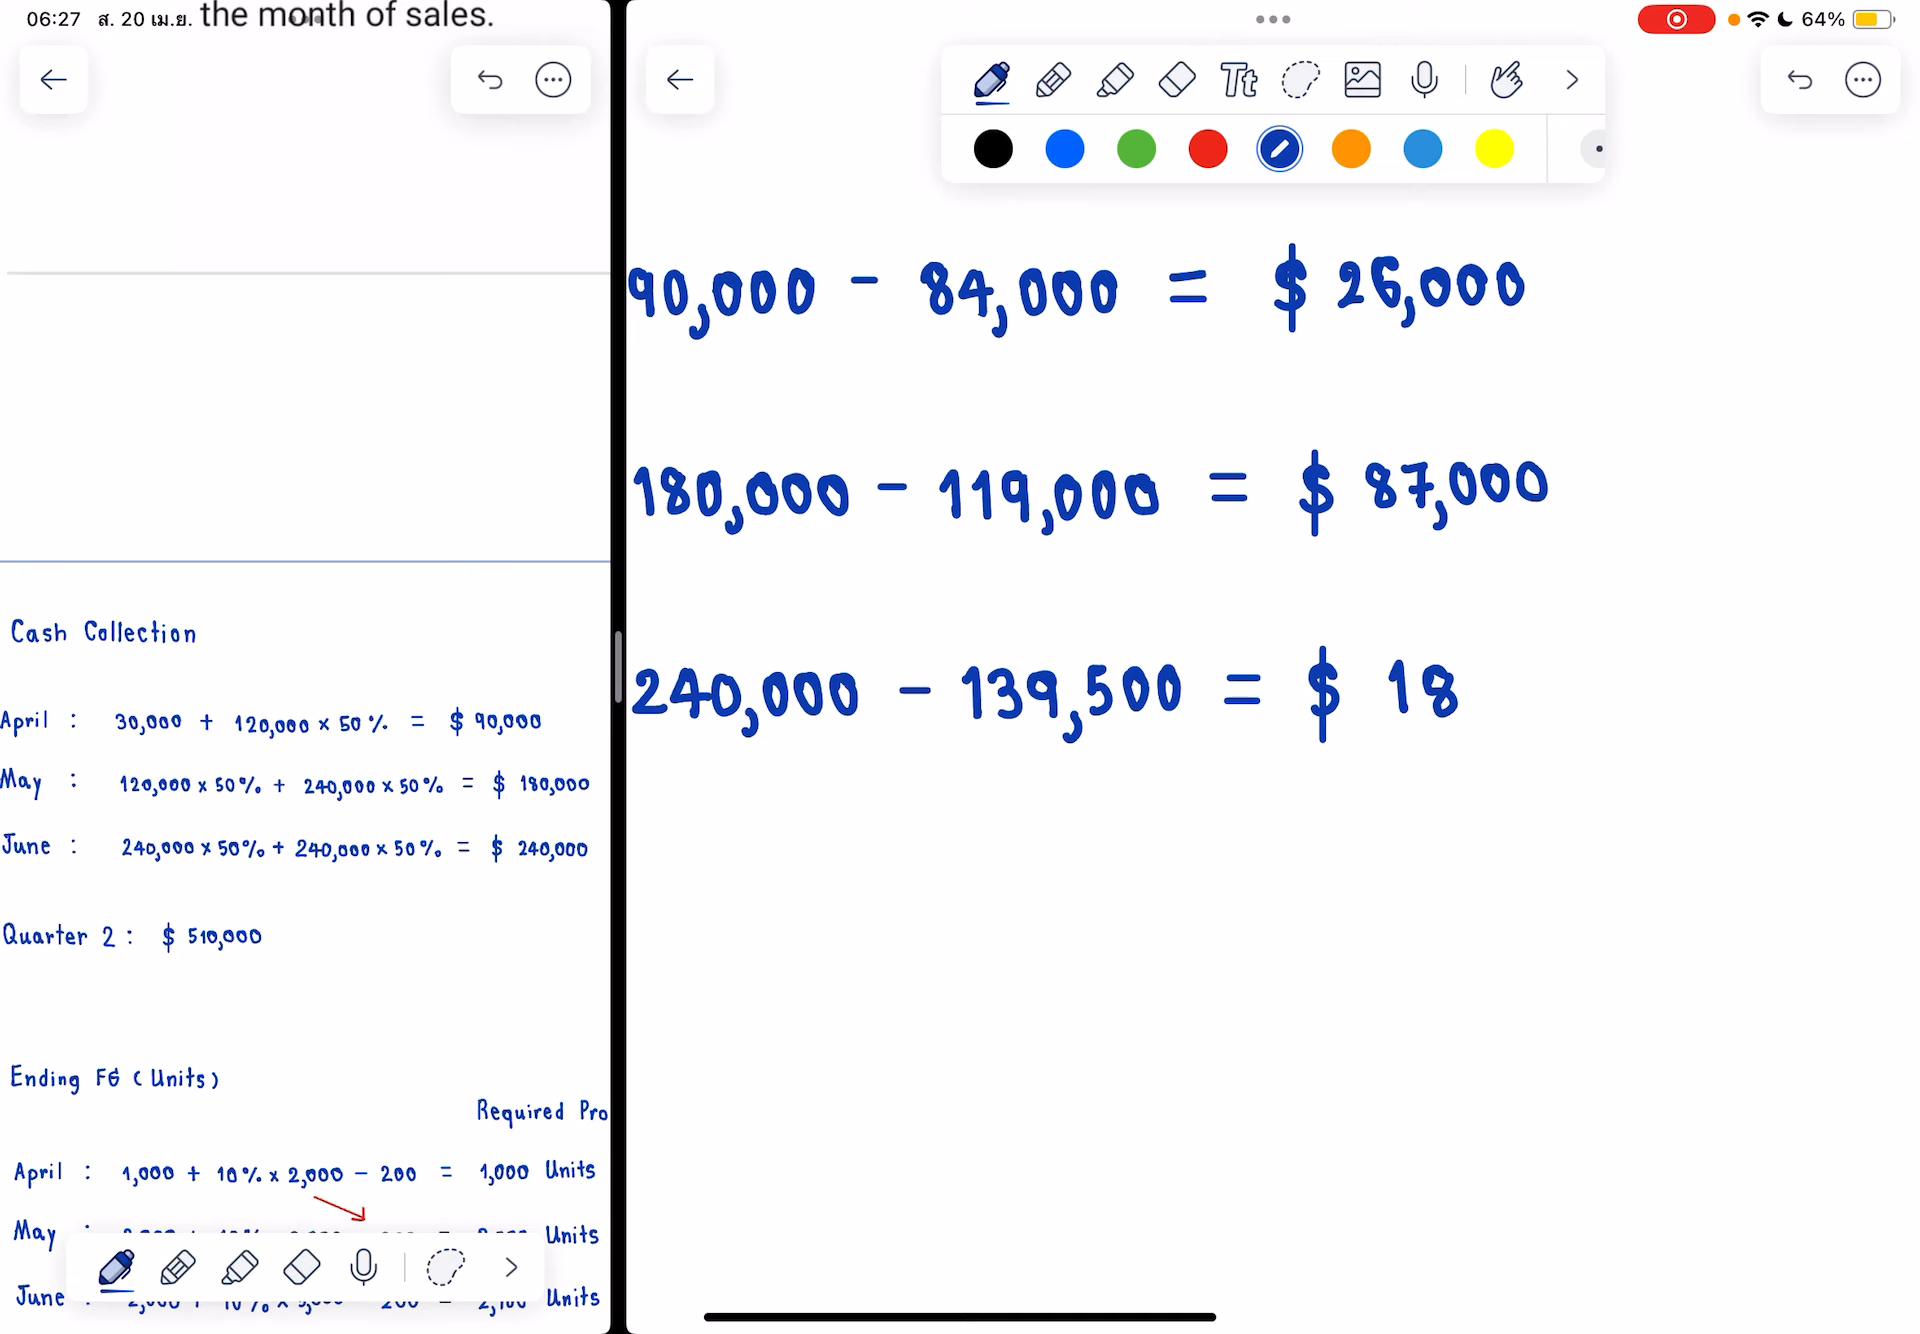 06:27 ส. 20 เม.ย. the month of sales.
64%
Tt
90,000 - 84,000 = $ 26,000
180,000 - 119,000 = $ 87,000
240,000 - 139,500 = $ 18
Cash Collection
April : 30,000 + 120,000 × 50% = $ 90,000
May : 120,000 × 50% + 240,000 × 50% = $ 180,000
June : 240,000 × 50% + 240,000 × 50% = $ 240,000
Quarter 2 : $ 510,000
Ending FG (Units)
Required Pro
April : 1,000 + 10% × 2,000 - 200 = 1,000 Units
May : Units
June Units